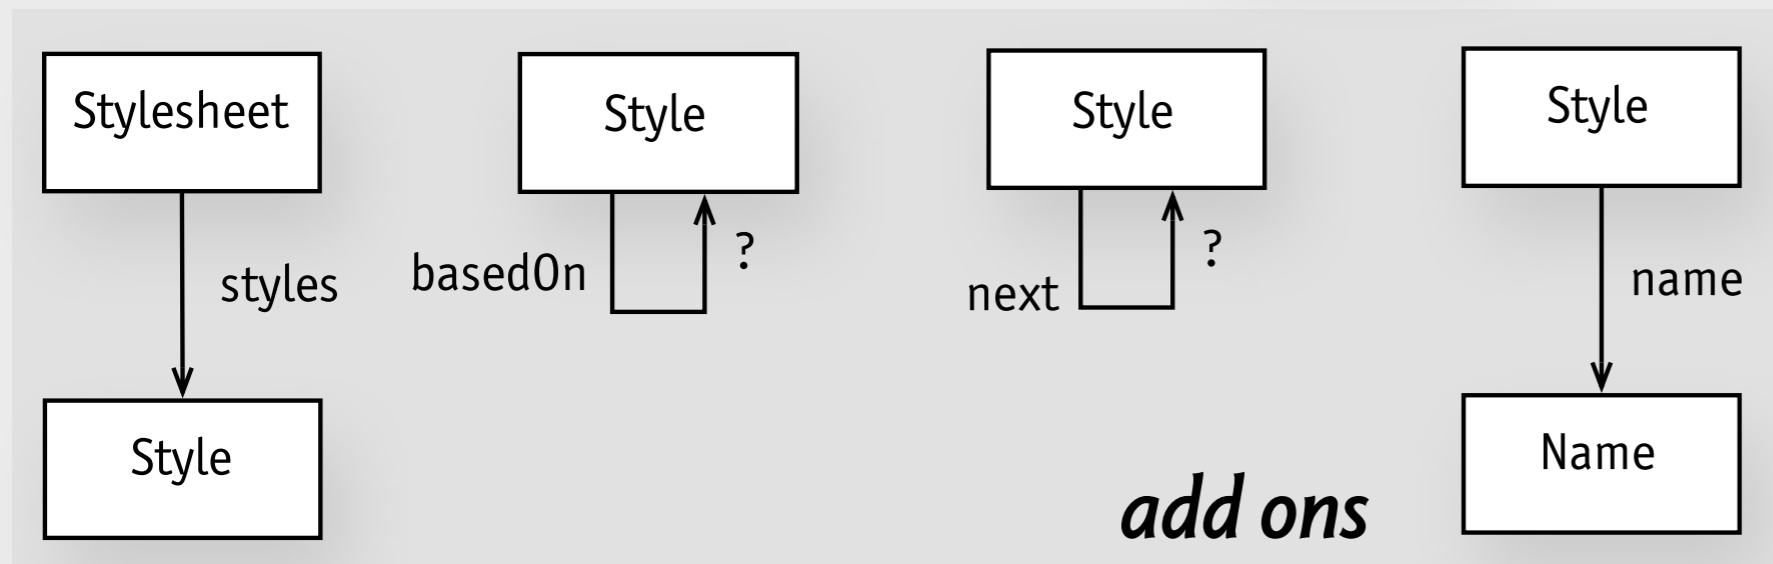 Stylesheet
styles
Style
Style
basedOn
?
Style
next
?
Style
name
Name
add ons